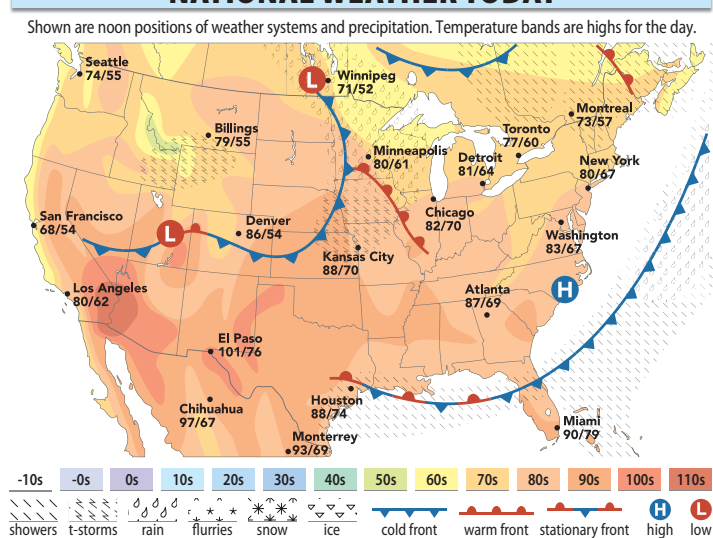 NATIONAL WEATHER TODAY
Shown are noon positions of weather systems and precipitation. Temperature bands are highs for the day.
Seattle
74/55
L
Winnipeg
71/52
Montreal
73/57
Billings
79/55
Toronto
77/60
Minneapolis
80/61
Detroit
81/64
New York
80/67
San Francisco
68/54
L
Denver
86/54
Chicago
82/70
Washington
83/67
Kansas City
88/70
Los Angeles
80/62
Atlanta
87/69
H
El Paso
101/76
Chihuahua
97/67
Houston
88/74
Monterrey
93/69
Miami
90/79
-10s -0s 0s 10s 20s 30s 40s 50s 60s 70s 80s 90s 100s 110s
H L
showers t-storms rain flurries snow ice cold front warm front stationary front high low